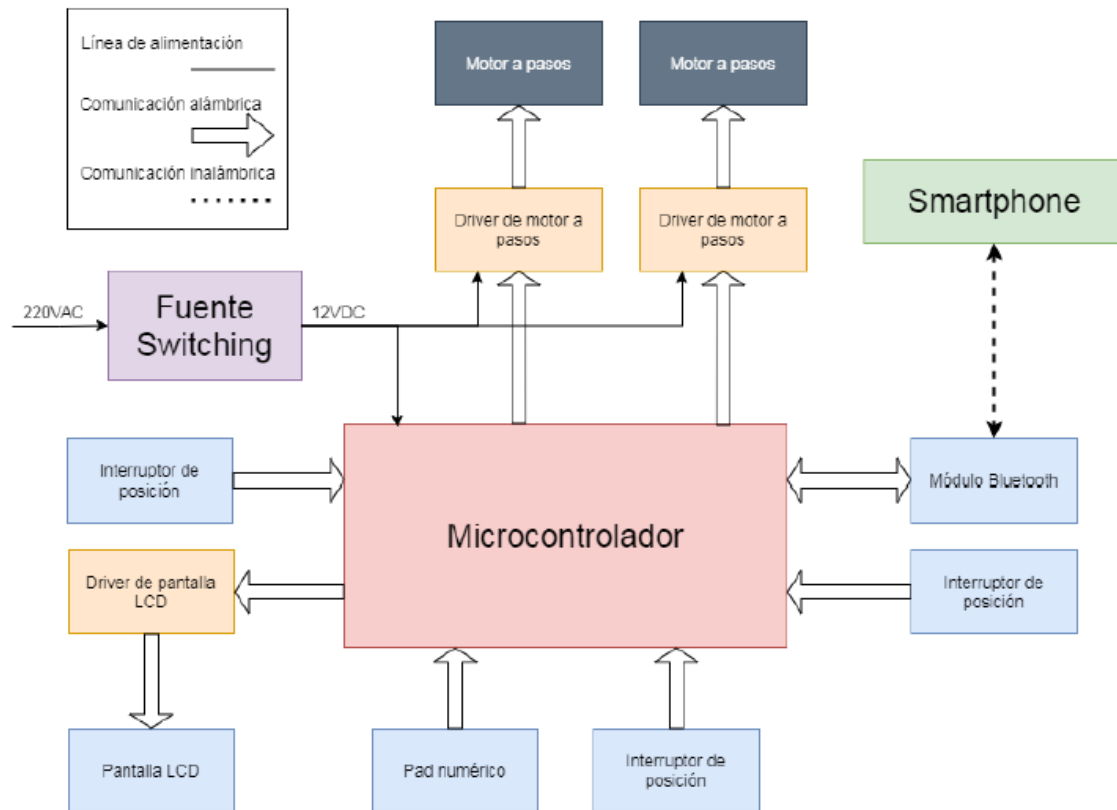 Línea de alimentación
Comunicación alámbrica
Comunicación inalámbrica
Motor a pasos
Motor a pasos
Driver de motor a
pasos
Driver de motor a
pasos
Smartphone
220VAC
Fuente
Switching
12VDC
Interruptor de
posición
Microcontrolador
Módulo Bluetooth
Driver de pantalla
LCD
Interruptor de
posición
Pantalla LCD
Pad numérico
Interruptor de
posición